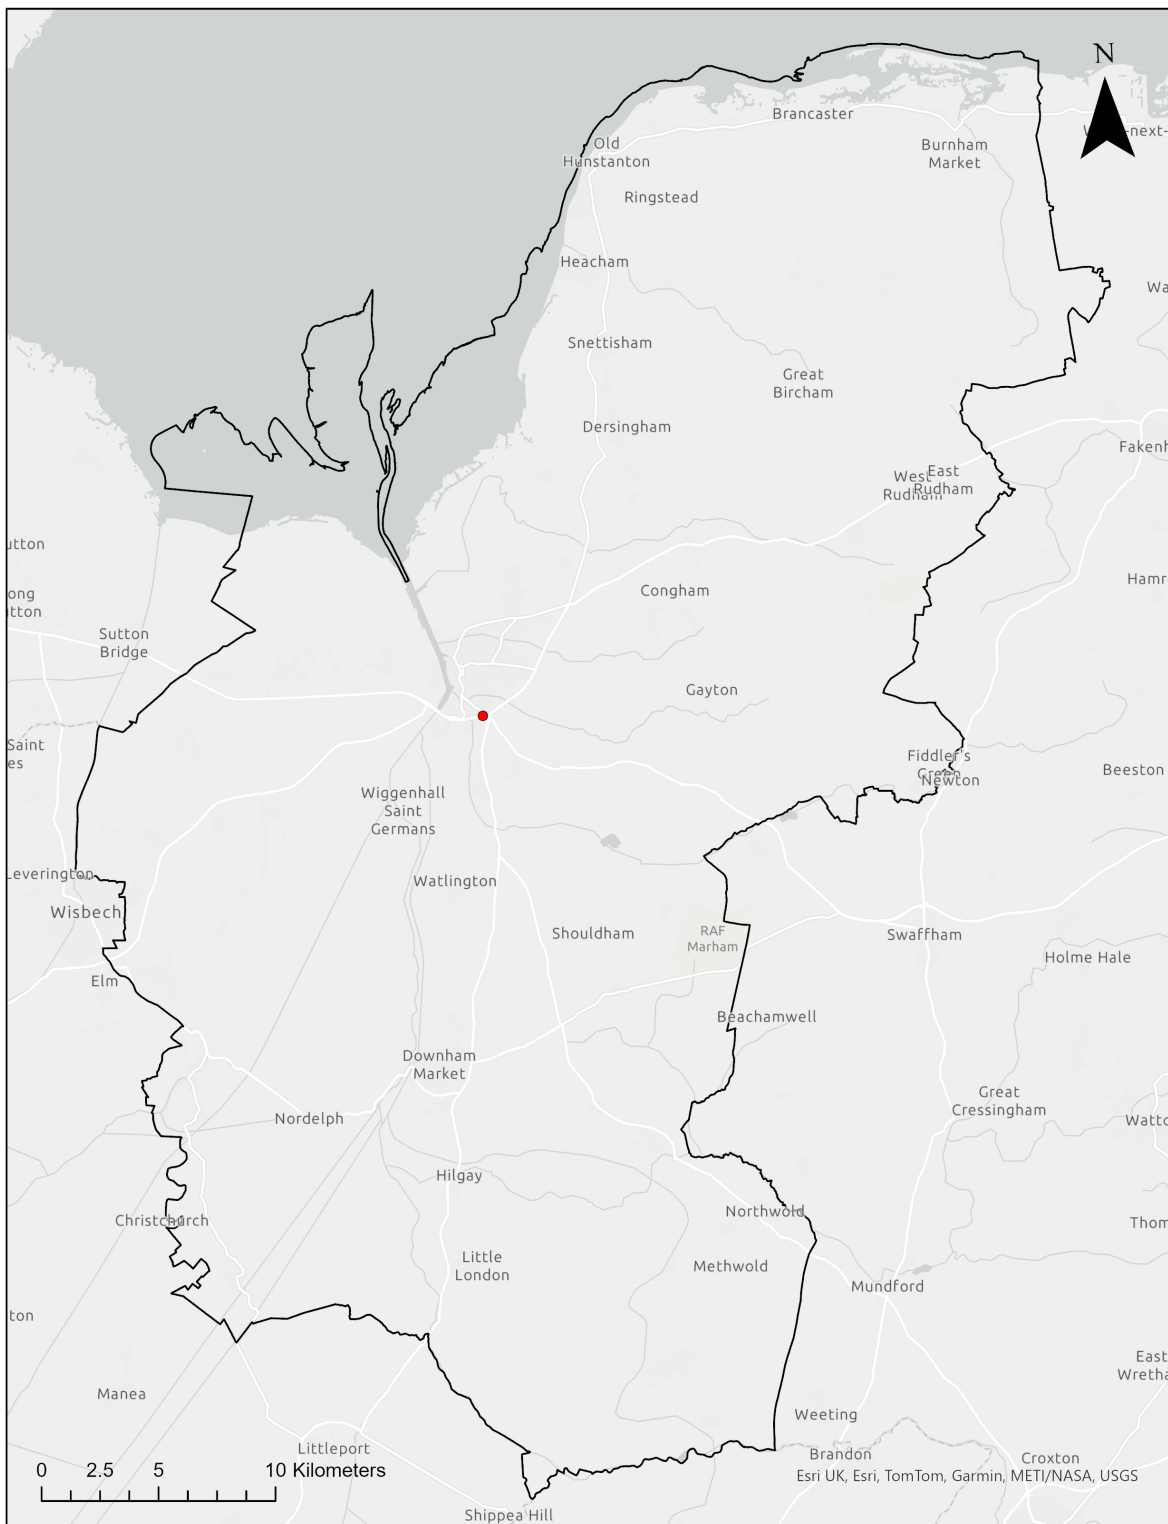 N
Brancaster
Old
Hunstanton
Burnham
Market
-next-
Ringstead
Heacham
Wa
Snettisham
Great
Bircham
Dersingham
Fakenh
West
Rudham
East
Rudham
utton
Congham
Hamr
ong
utton
Sutton
Bridge
Gayton
Saint
es
Fiddler's
Green
Newton
Beeston
Wiggenhall
Saint
Germans
Leverington
Watlington
Wisbech
Shouldham
RAF
Marham
Swaffham
Holme Hale
Elm
Beachamwell
Downham
Market
Great
Cressingham
Nordelph
Watto
Hilgay
Christchurch
Northwold
Thom
Little
London
Methwold
Mundford
ton
East
Wretha
Manea
Weeting
Littleport
Brandon
Croxton
0 2.5 5 10 Kilometers
Esri UK, Esri, TomTom, Garmin, METI/NASA, USGS
Shippea Hill